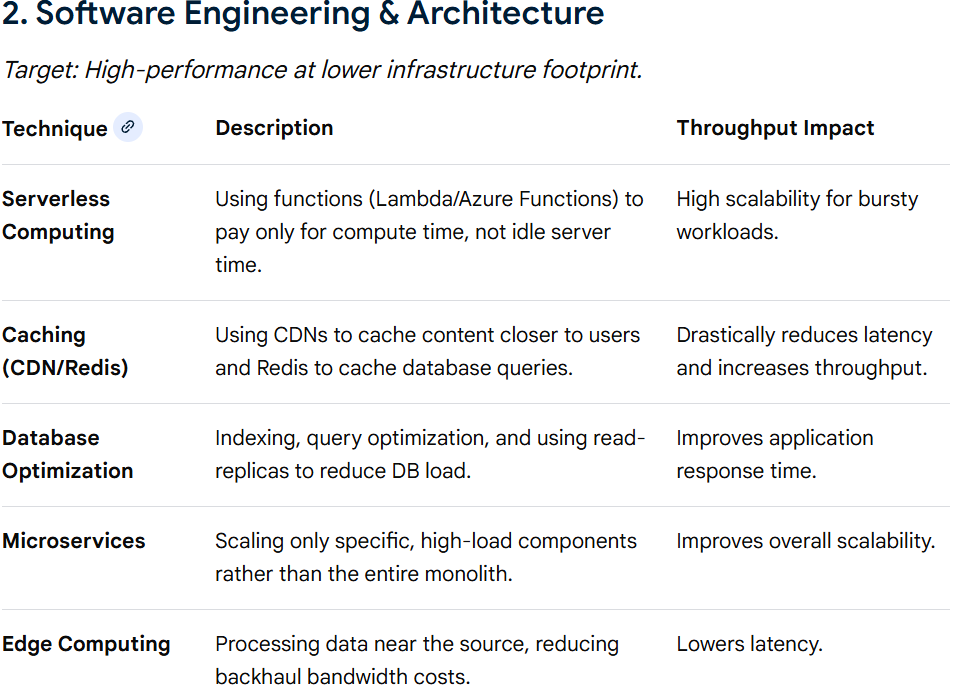 2. Software Engineering & Architecture
Target: High-performance at lower infrastructure footprint.
Technique Description Throughput Impact
Serverless Computing
Using functions (Lambda/Azure Functions) to
pay only for compute time, not idle server
time.
High scalability for bursty
workloads.
Caching
(CDN/Redis)
Using CDNs to cache content closer to users
and Redis to cache database queries.
Drastically reduces latency
and increases throughput.
Database
Optimization
Indexing, query optimization, and using read-
replicas to reduce DB load.
Improves application
response time.
Microservices
Scaling only specific, high-load components
rather than the entire monolith.
Improves overall scalability.
Edge Computing
Processing data near the source, reducing
backhaul bandwidth costs.
Lowers latency.